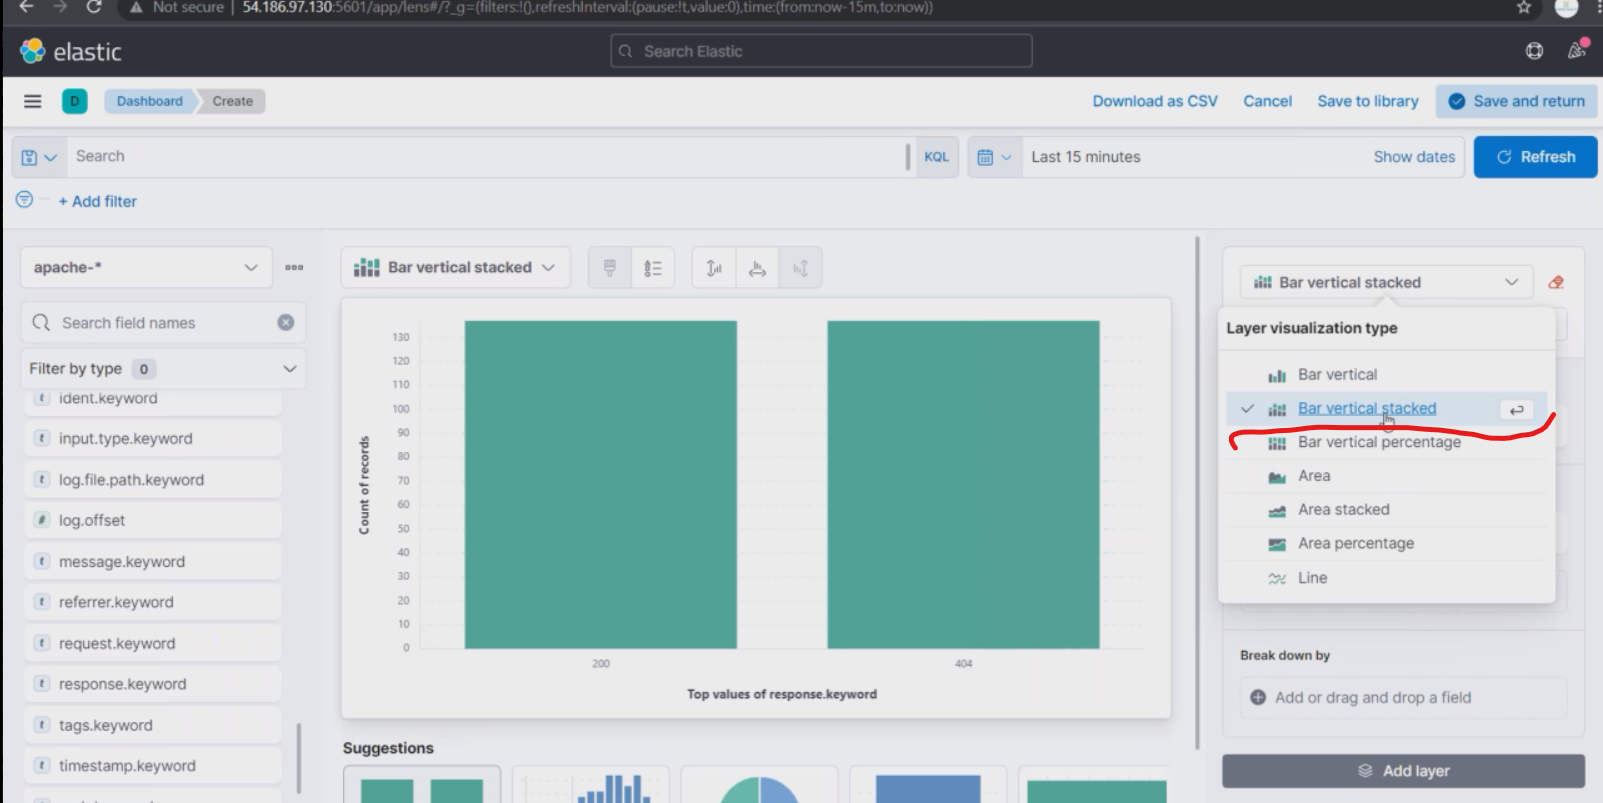 Not secure | 54.186.97.130:5601/app/lens#/?_g=(filters:!(),refreshInterval:(pause:!t,value:0),time:(from:now-15m,to:now))
elastic
Search Elastic
D
Dashboard
Create
Download as CSV
Cancel
Save to library
Save and return
Search
KQL
Last 15 minutes
Show dates
Refresh
+ Add filter
apache-*
Search field names
Filter by type 0
t ident.keyword
t input.type.keyword
t log.file.path.keyword
# log.offset
t message.keyword
t referrer.keyword
t request.keyword
t response.keyword
t tags.keyword
t timestamp.keyword
Bar vertical stacked
130
120
110
100
90
80
70
60
50
40
30
20
10
0
Count of records
200
404
Top values of response.keyword
Suggestions
Bar vertical stacked
Layer visualization type
Bar vertical
Bar vertical stacked
Bar vertical percentage
Area
Area stacked
Area percentage
Line
Break down by
Add or drag and drop a field
Add layer